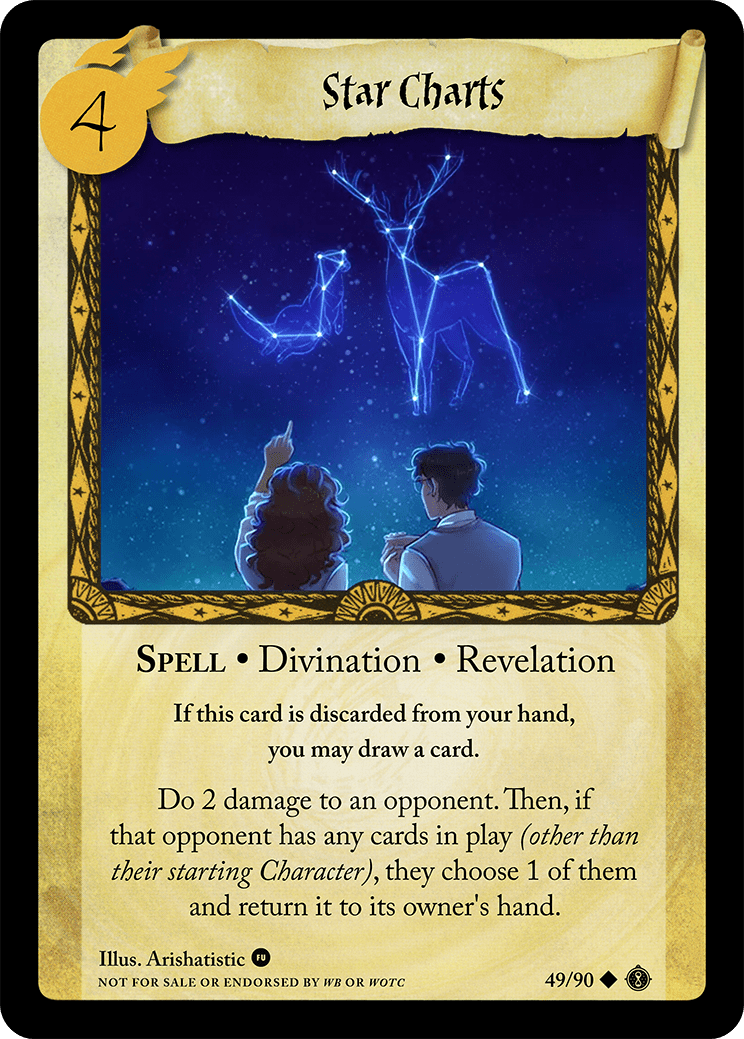 4
Star Charts
SPELL • Divination • Revelation
If this card is discarded from your hand,
you may draw a card.
Do 2 damage to an opponent. Then, if
that opponent has any cards in play (other than
their starting Character), they choose 1 of them
and return it to its owner's hand.
Illus. Arishatistic FU
NOT FOR SALE OR ENDORSED BY WB OR WOTC
49/90